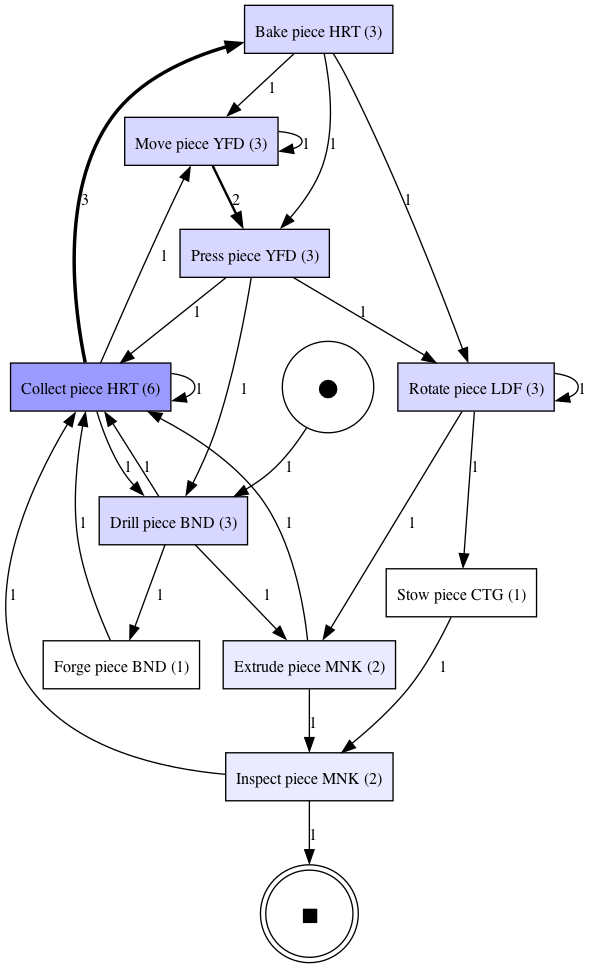 Bake piece HRT (3)
1
Move piece YFD (3)
1
1
3
2
1
1
Press piece YFD (3)
1
1
Collect piece HRT (6)
1
1
Rotate piece LDF (3)
1
1
1
1
Drill piece BND (3)
1
1
1
1
1
1
Stow piece CTG (1)
Forge piece BND (1)
Extrude piece MNK (2)
1
1
Inspect piece MNK (2)
1